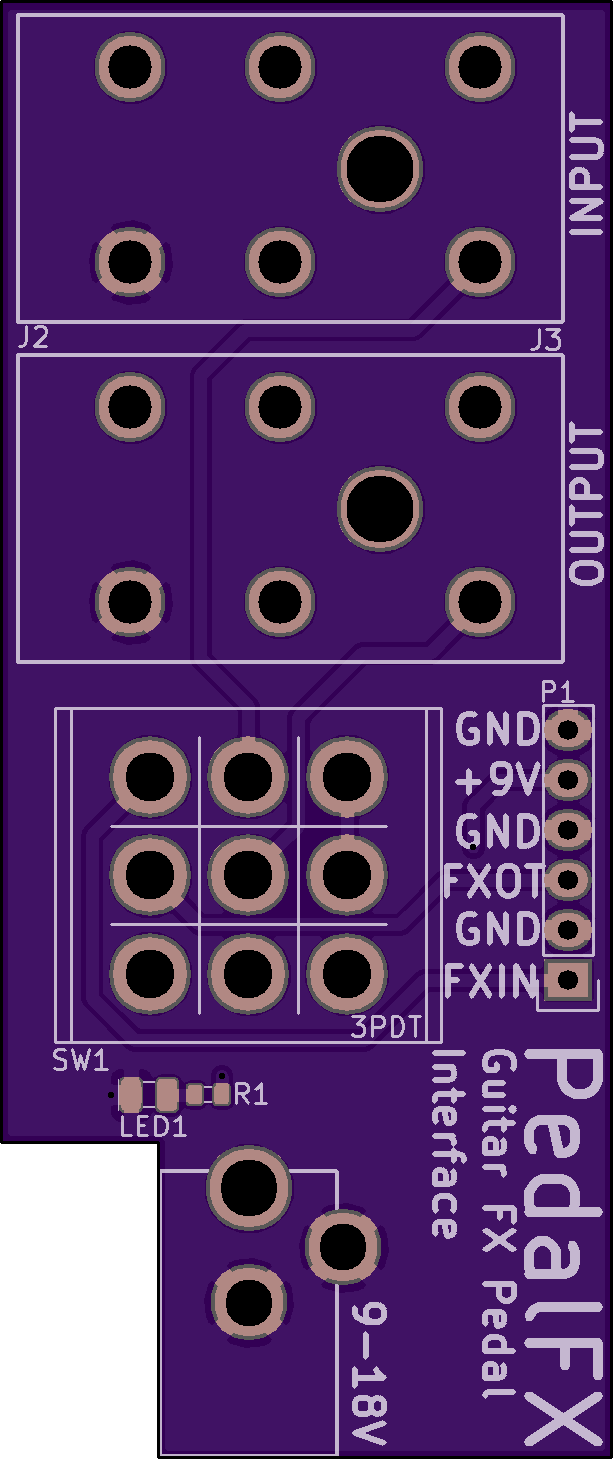 INPUT
J2
J3
OUTPUT
P1
GND
+9V
GND
FXOT
GND
FXIN
3PDT
SW1
R1
LED1
PedalFX
Guitar FX Pedal
Interface
9-18V